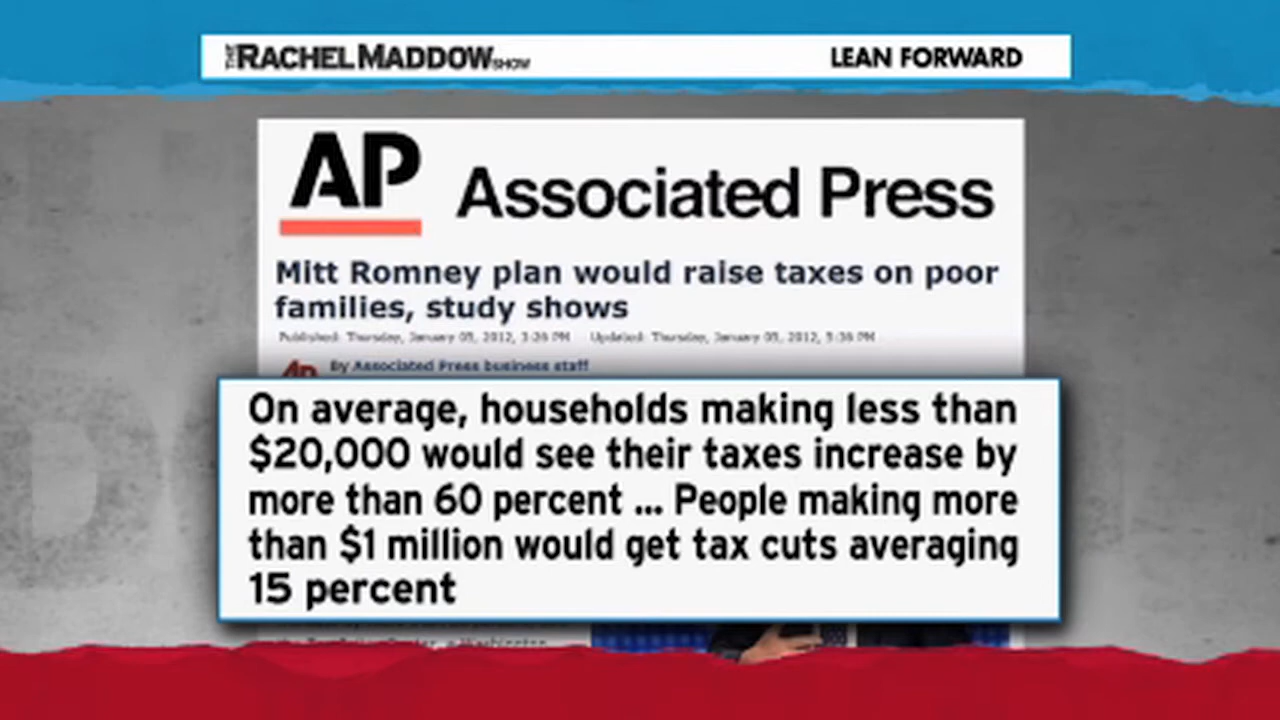 THE RACHEL MADDOW SHOW LEAN FORWARD
AP Associated Press
Mitt Romney plan would raise taxes on poor
families, study shows
Published: Thursday, January 05, 2012, 3:36 PM Updated: Thursday, January 05, 2012, 5:36 PM
AP By Associated Press business staff
On average, households making less than
$20,000 would see their taxes increase by
more than 60 percent ... People making more
than $1 million would get tax cuts averaging
15 percent